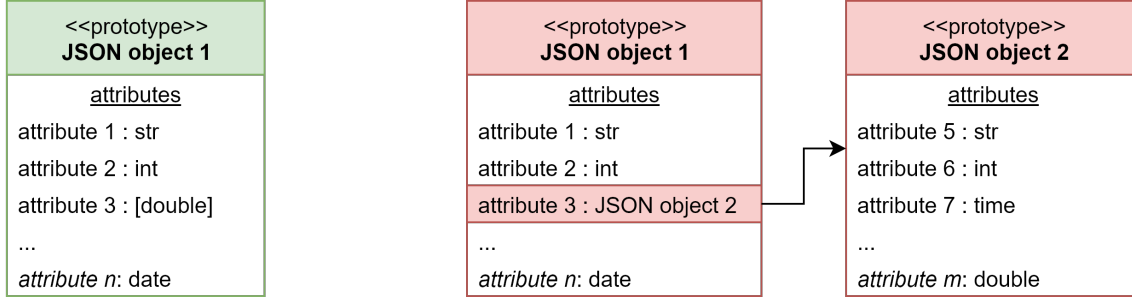 <<prototype>>
JSON object 1
attributes
attribute 1 : str
attribute 2 : int
attribute 3 : [double]
...
attribute n: date
<<prototype>>
JSON object 1
attributes
attribute 1 : str
attribute 2 : int
attribute 3 : JSON object 2
...
attribute n: date
<<prototype>>
JSON object 2
attributes
attribute 5 : str
attribute 6 : int
attribute 7 : time
...
attribute m: double